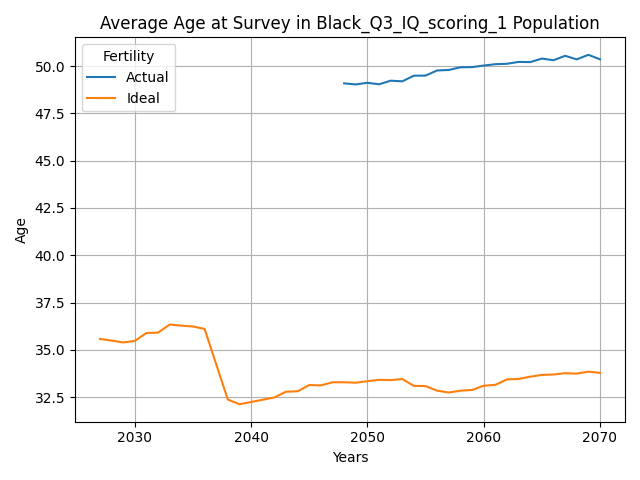 Average Age at Survey in Black_Q3_IQ_scoring_1 Population
Fertility
Actual
Ideal
50.0
47.5
45.0
42.5
40.0
37.5
35.0
32.5
Age
2030 2040 2050 2060 2070
Years